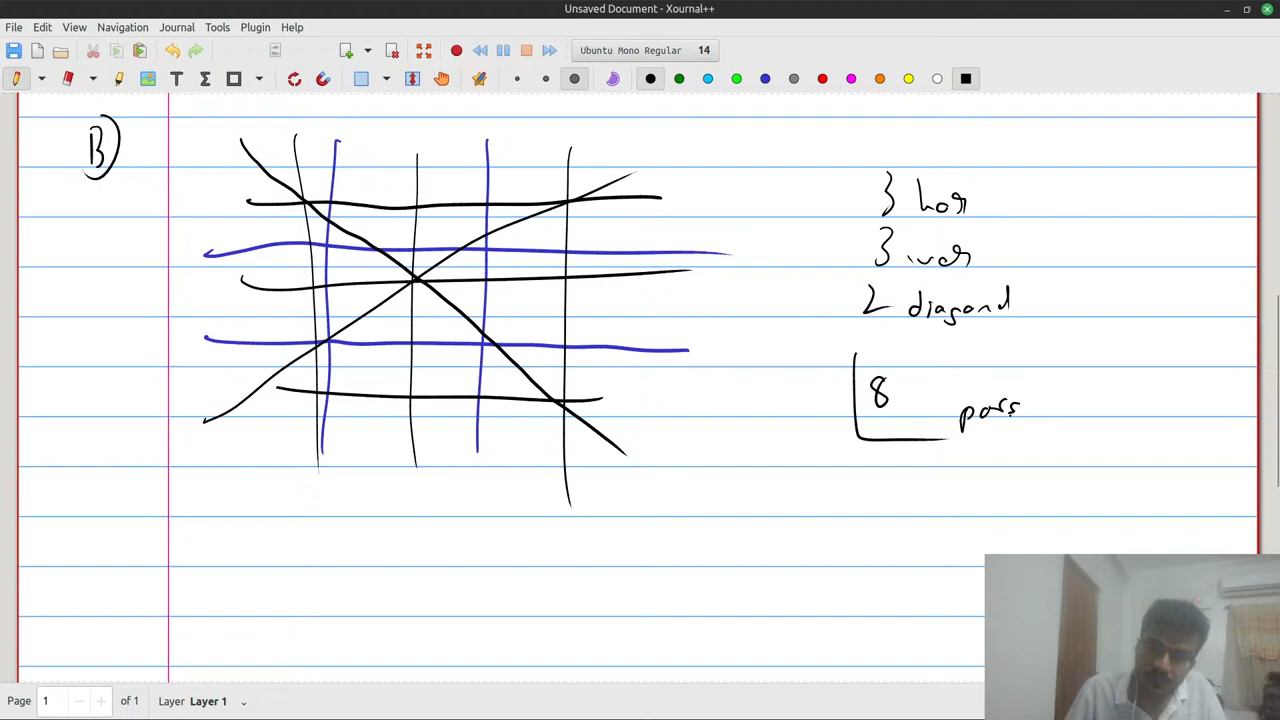 Unsaved Document - Xournal++
File Edit View Navigation Journal Tools Plugin Help
Ubuntu Mono Regular 14
B)
3 hor
3 ver
2 diagonal
8 poss
Page 1 of 1 Layer Layer 1